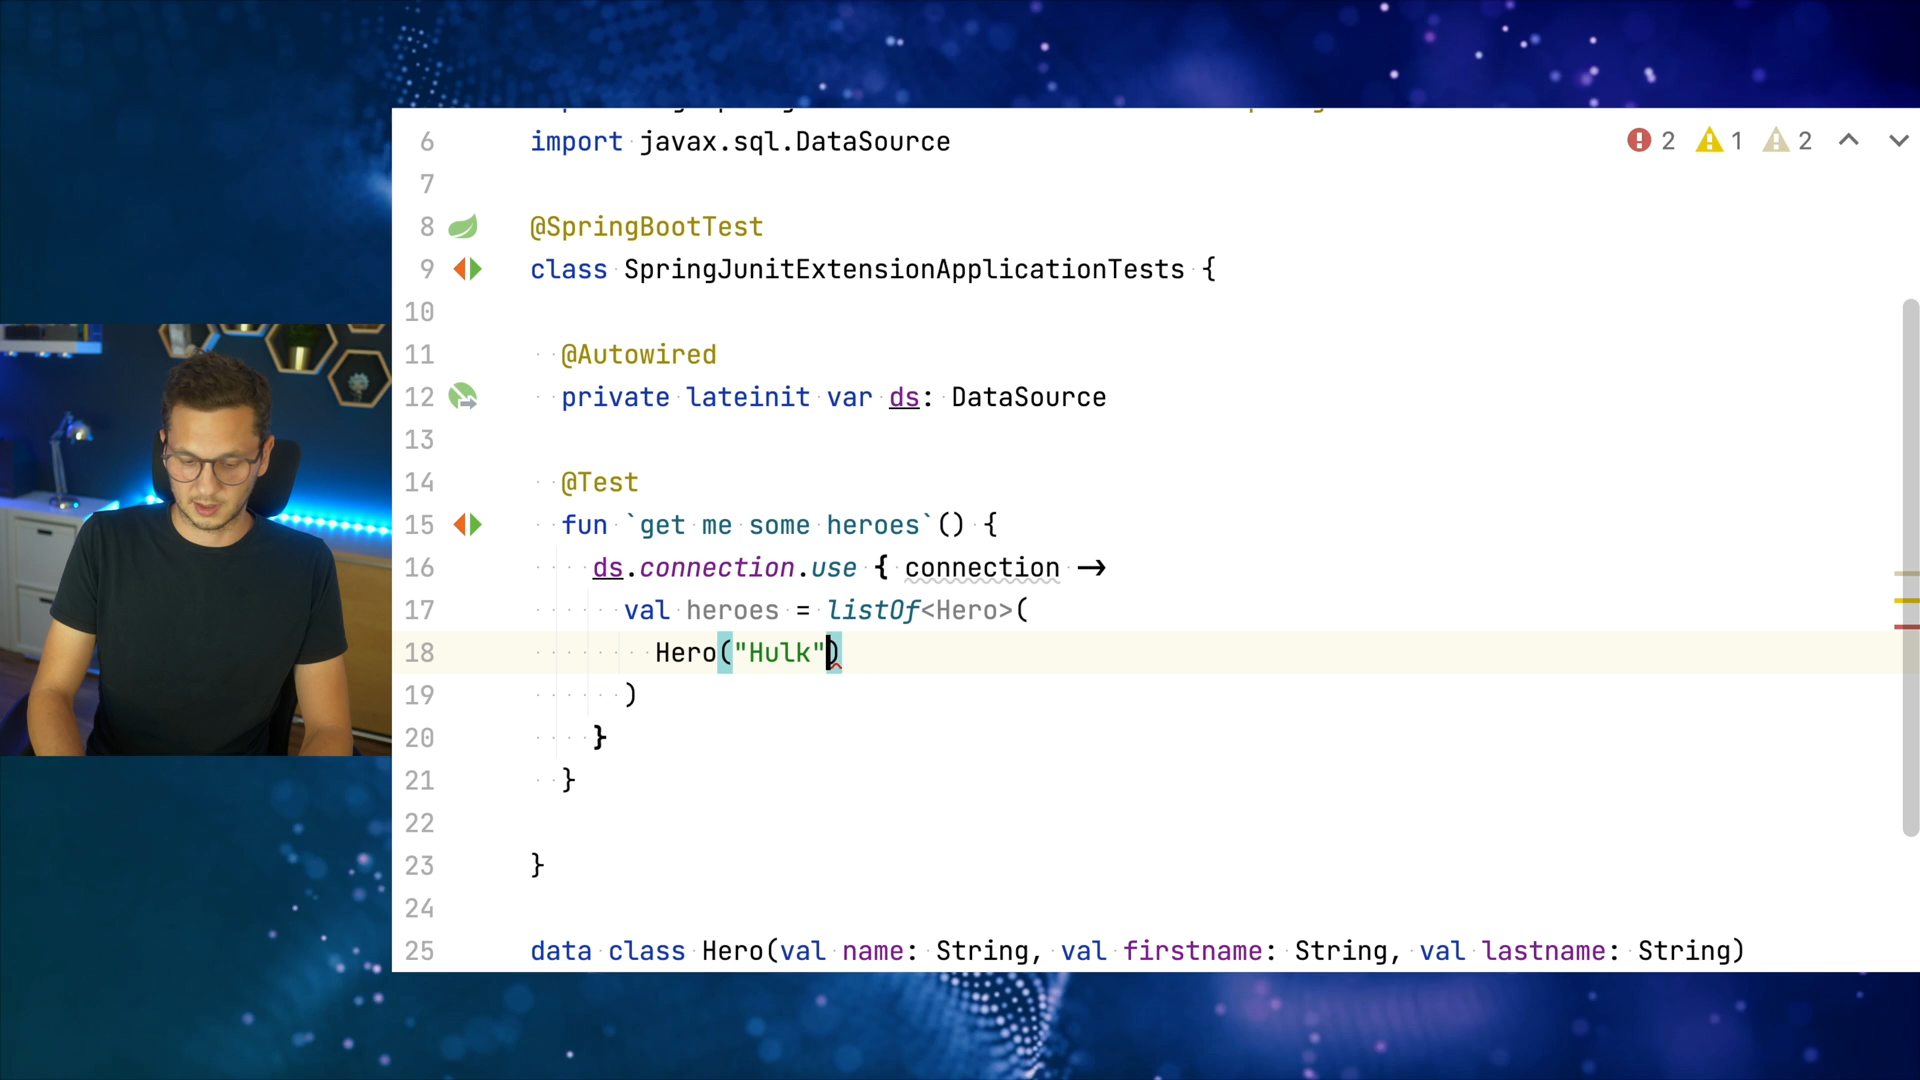 6 import javax.sql.DataSource
2 1 2
7
8 @SpringBootTest
9 class SpringJunitExtensionApplicationTests {
10
11 @Autowired
12 private lateinit var ds: DataSource
13
14 @Test
15 fun `get me some heroes`() {
16 ds.connection.use { connection →
17 val heroes = listOf<Hero>(
18 Hero("Hulk")
19 )
20 }
21 }
22
23 }
24
25 data class Hero(val name: String, val firstname: String, val lastname: String)